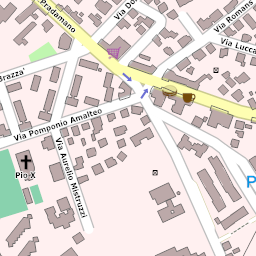 Pradamano
Via Do
Via Romans
Via Lucca
Brazza'
Via Pomponio Amalteo
Via Aurelio Mistruzzi
Pio X
P